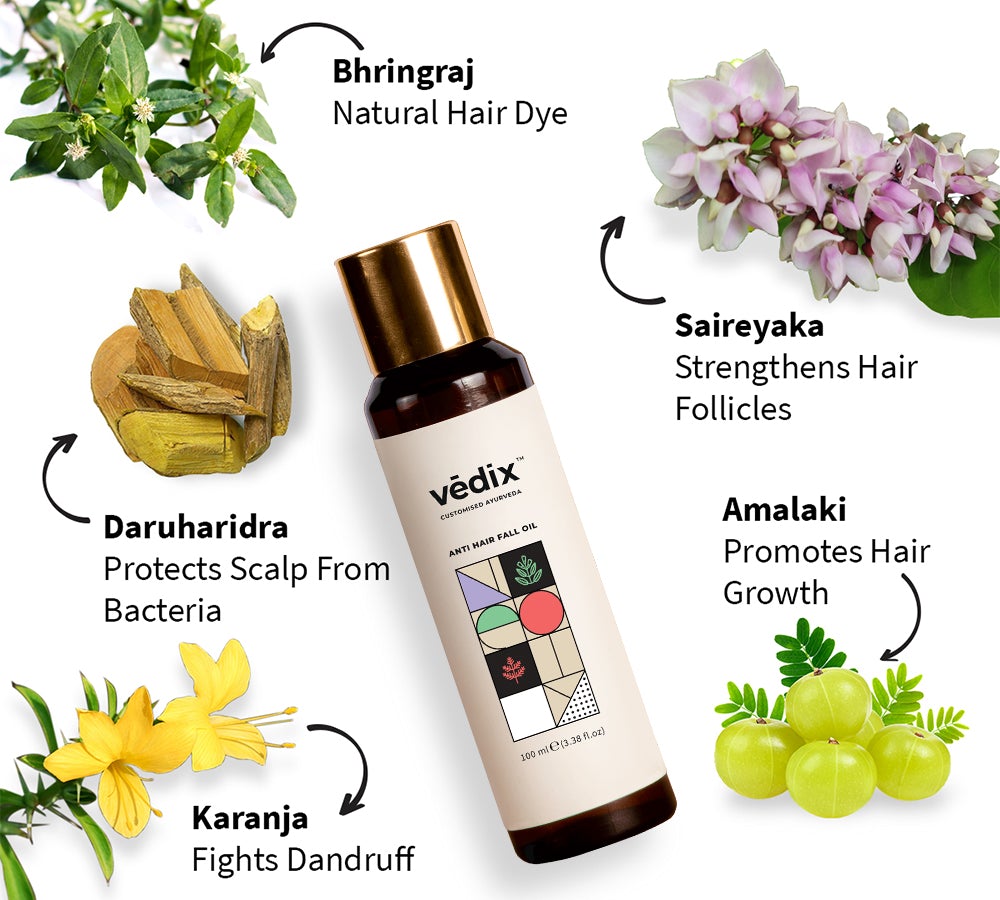 Bhringraj
Natural Hair Dye
Saireyaka
Strengthens Hair
Follicles
Daruharidra
Protects Scalp From
Bacteria
Amalaki
Promotes Hair
Growth
Karanja
Fights Dandruff
vēdix™
CUSTOMISED AYURVEDA
ANTI HAIR FALL OIL
100 ml ℮ (3.38 fl.oz)